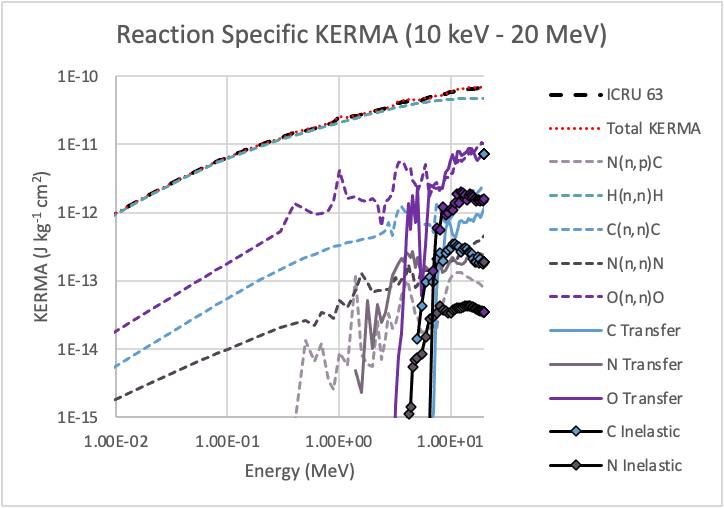 Reaction Specific KERMA (10 keV - 20 MeV)
KERMA (J kg-1 cm2)
1E-10
1E-11
1E-12
1E-13
1E-14
1E-15
1.00E-02
1.00E-01
1.00E+00
1.00E+01
Energy (MeV)
ICRU 63
Total KERMA
N(n,p)C
H(n,n)H
C(n,n)C
N(n,n)N
O(n,n)O
C Transfer
N Transfer
O Transfer
C Inelastic
N Inelastic